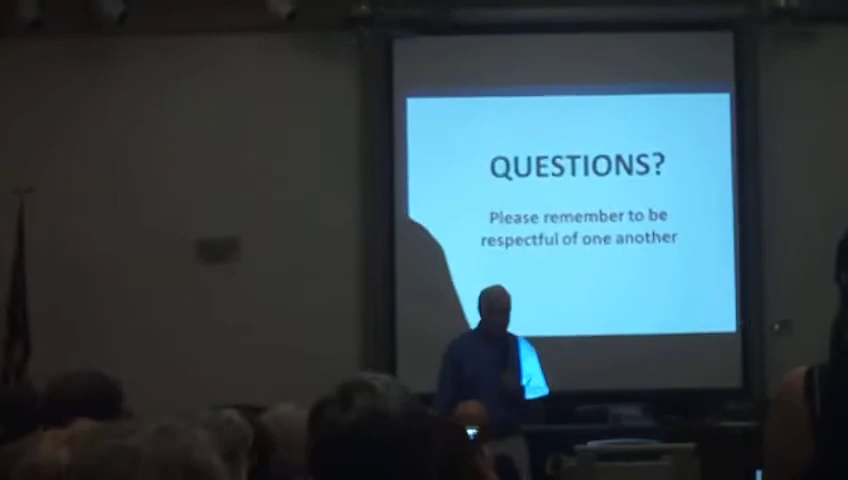 QUESTIONS?
Please remember to be
respectful of one another